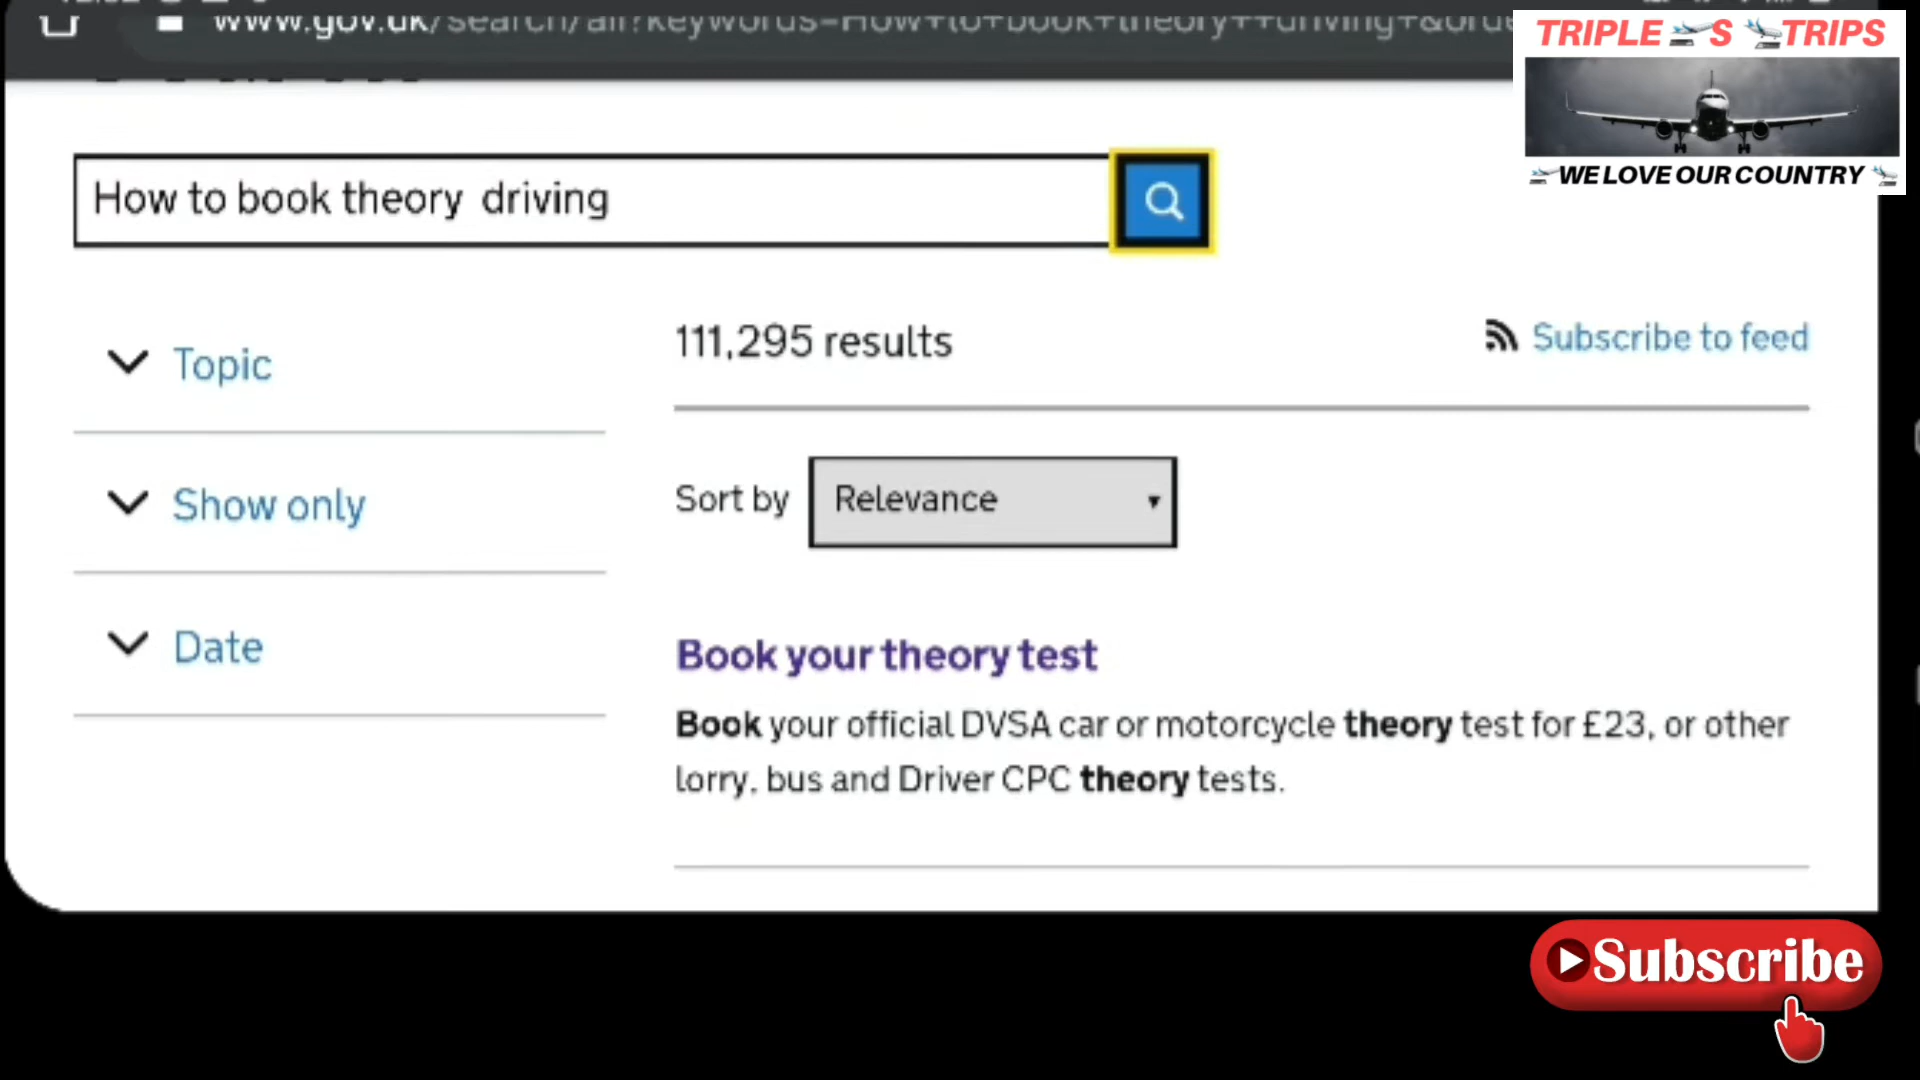 www.gov.uk/search/all?keywords=How+to+book+theory++driving+&orde
TRIPLE S TRIPS
WE LOVE OUR COUNTRY
How to book theory  driving
Topic
Show only
Date
111,295 results
Subscribe to feed
Sort by Relevance
Book your theory test
Book your official DVSA car or motorcycle theory test for £23, or other
lorry, bus and Driver CPC theory tests.
Subscribe